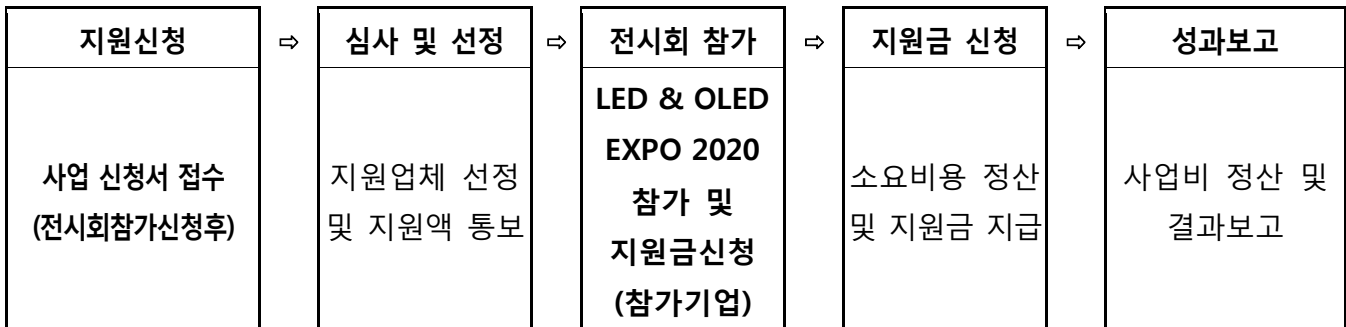 지원신청 ⇨ 심사 및 선정 ⇨ 전시회 참가 ⇨ 지원금 신청 ⇨ 성과보고
사업 신청서 접수
(전시회참가신청후)
지원업체 선정
및 지원액 통보
LED & OLED
EXPO 2020
참가 및
지원금신청
(참가기업)
소요비용 정산
및 지원금 지급
사업비 정산 및
결과보고